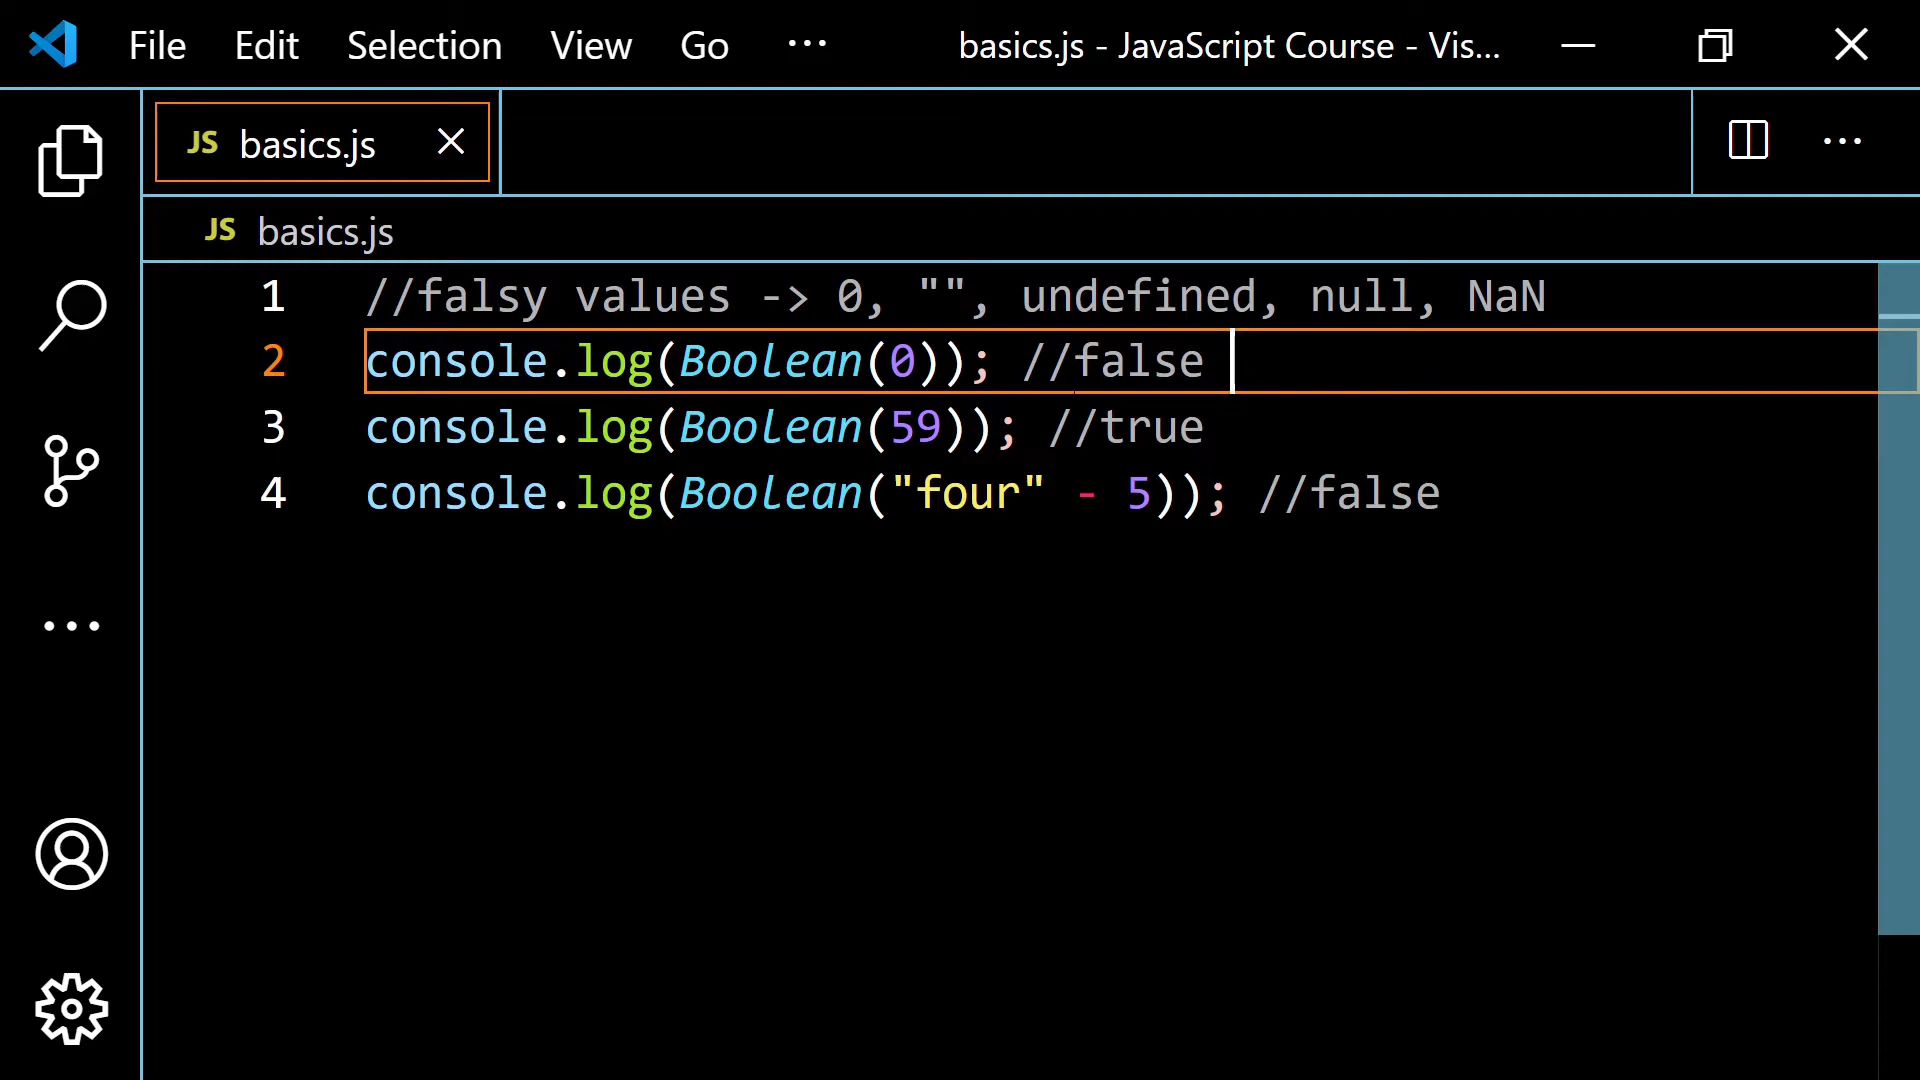 File Edit Selection View Go ··· basics.js - JavaScript Course - Vis...
JS basics.js
JS basics.js
1 //falsy values -> 0, "", undefined, null, NaN
2 console.log(Boolean(0)); //false
3 console.log(Boolean(59)); //true
4 console.log(Boolean("four" - 5)); //false